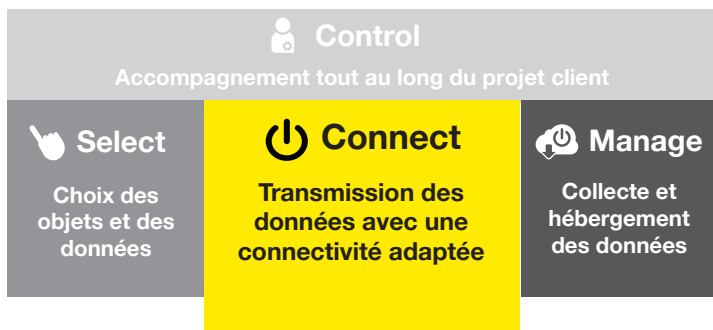 Control
Accompagnement tout au long du projet client
Select
Choix des
objets et des
données
Connect
Transmission des
données avec une
connectivité adaptée
Manage
Collecte et
hébergement
des données